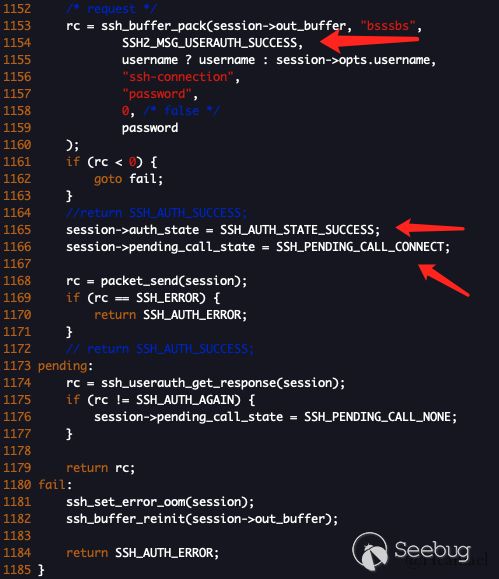 1152 /* request */
1153 rc = ssh_buffer_pack(session->out_buffer, "bsssbs",
1154 SSH2_MSG_USERAUTH_SUCCESS,
1155 username ? username : session->opts.username,
1156 "ssh-connection",
1157 "password",
1158 0, /* false */
1159 password
1160 );
1161 if (rc < 0) {
1162 goto fail;
1163 }
1164 //return SSH_AUTH_SUCCESS;
1165 session->auth_state = SSH_AUTH_STATE_SUCCESS;
1166 session->pending_call_state = SSH_PENDING_CALL_CONNECT;
1167
1168 rc = packet_send(session);
1169 if (rc == SSH_ERROR) {
1170 return SSH_AUTH_ERROR;
1171 }
1172 // return SSH_AUTH_SUCCESS;
1173 pending:
1174 rc = ssh_userauth_get_response(session);
1175 if (rc != SSH_AUTH_AGAIN) {
1176 session->pending_call_state = SSH_PENDING_CALL_NONE;
1177 }
1178
1179 return rc;
1180 fail:
1181 ssh_set_error_oom(session);
1182 ssh_buffer_reinit(session->out_buffer);
1183
1184 return SSH_AUTH_ERROR;
1185 }
Seebug